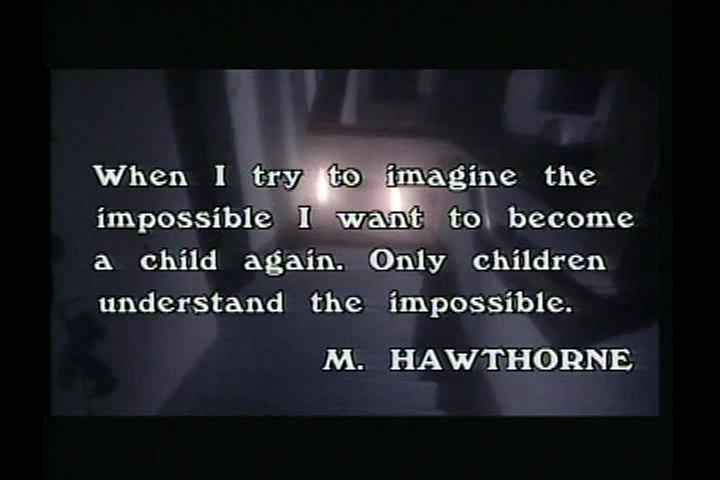 When I try to imagine the
impossible I want to become
a child again. Only children
understand the impossible.
M. HAWTHORNE